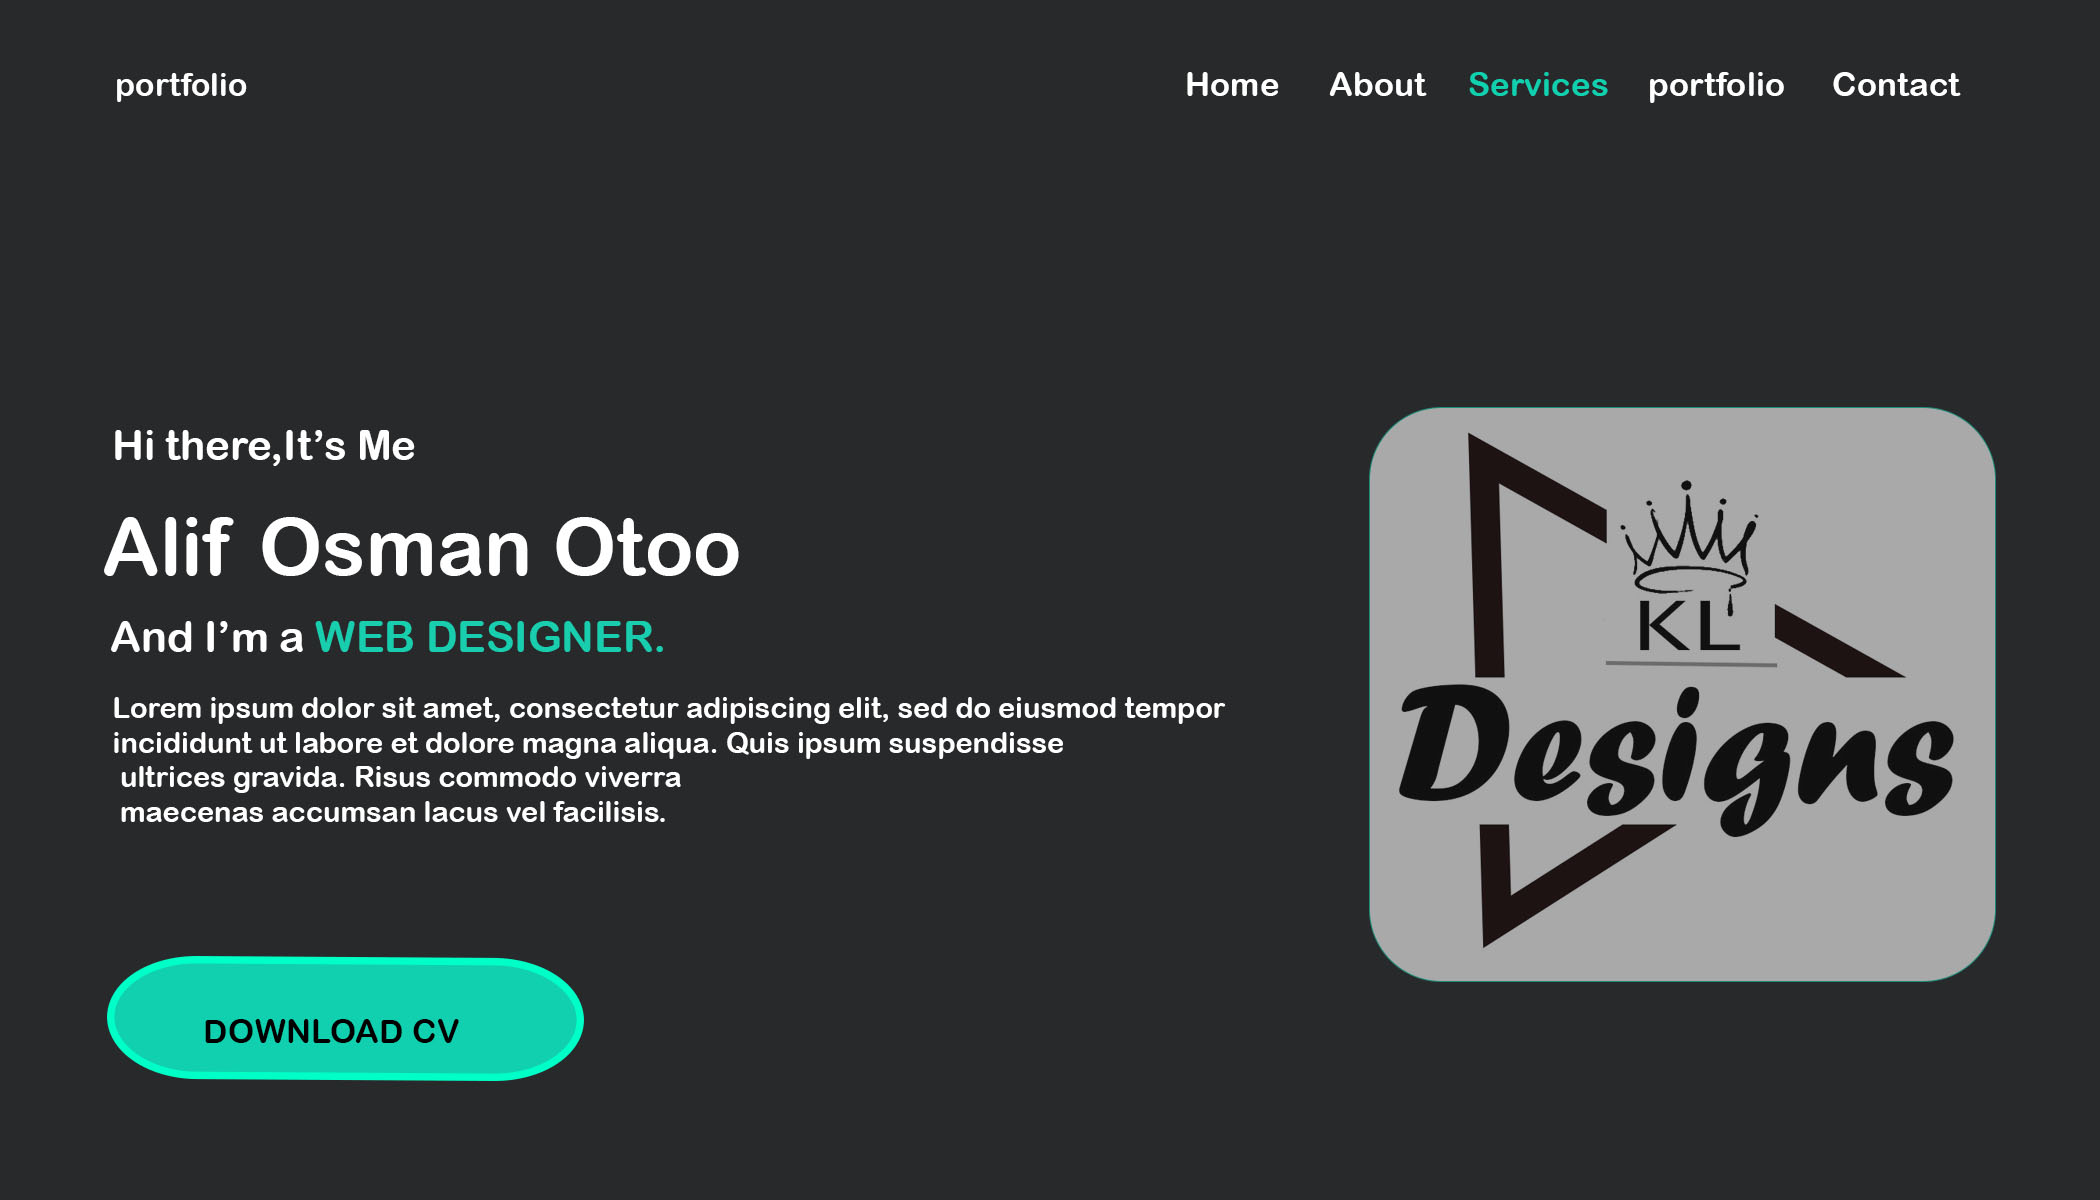 portfolio
Home About Services portfolio Contact
Hi there,It’s Me
Alif Osman Otoo
And I’m a WEB DESIGNER.
Lorem ipsum dolor sit amet, consectetur adipiscing elit, sed do eiusmod tempor
incididunt ut labore et dolore magna aliqua. Quis ipsum suspendisse
ultrices gravida. Risus commodo viverra
maecenas accumsan lacus vel facilisis.
DOWNLOAD CV
KL
Designs